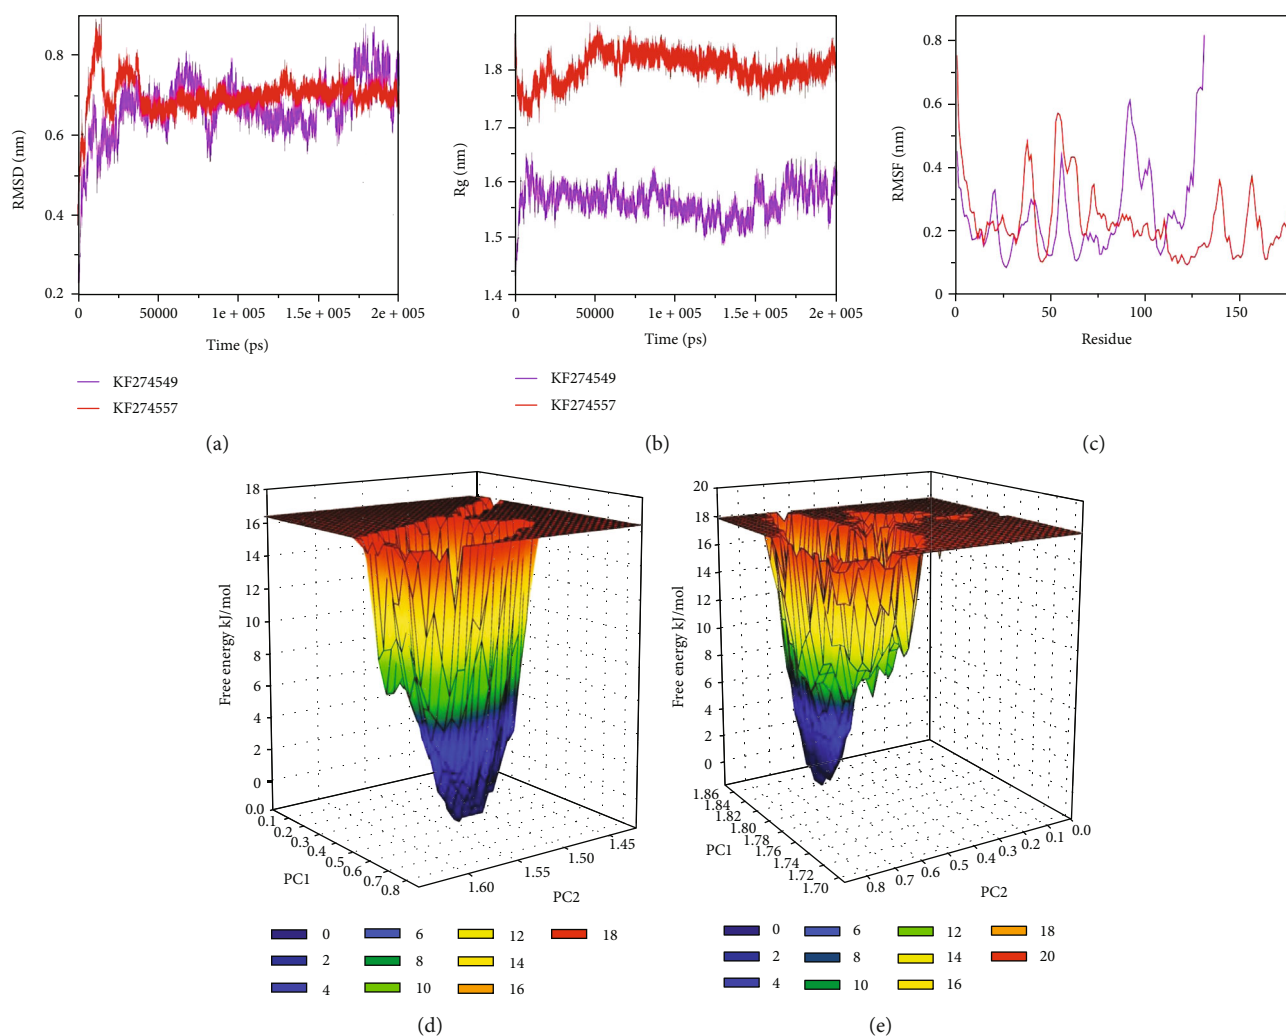 0.8
0.6
0.4
0.2
RMSD (nm)
0
50000
1e + 005
1.5e + 005
2e + 005
Time (ps)
KF274549
KF274557
(a)
1.8
1.7
1.6
1.5
1.4
Rg (nm)
0
50000
1e + 005
1.5e + 005
2e + 005
Time (ps)
KF274549
KF274557
(b)
0.8
0.6
0.4
0.2
0
RMSF (nm)
0
50
100
150
Residue
(c)
18
16
14
12
10
8
6
4
2
0
Free energy kJ/mol
0.0
0.1
0.2
0.3
0.4
0.5
0.6
0.7
0.8
PC1
1.60
1.55
1.50
1.45
PC2
0 6 12 18
2 8 14
4 10 16
(d)
20
18
16
14
12
10
8
6
4
2
0
Free energy kJ/mol
1.86
1.84
1.82
1.80
1.78
1.76
1.74
1.72
1.70
PC1
0.8
0.7
0.6
0.5
0.4
0.3
0.2
0.1
0.0
PC2
0 6 12 18
2 8 14 20
4 10 16
(e)